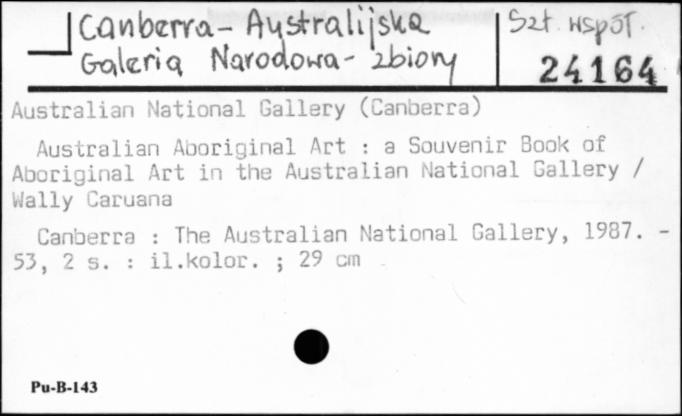 Canberra - Australijska
Galeria Narodowa - zbiory
Szt. współ.
24164
Australian National Gallery (Canberra)
Australian Aboriginal Art : a Souvenir Book of
Aboriginal Art in the Australian National Gallery /
Wally Caruana
Canberra : The Australian National Gallery, 1987. -
53, 2 s. : il.kolor. ; 29 cm
Pu-B-143